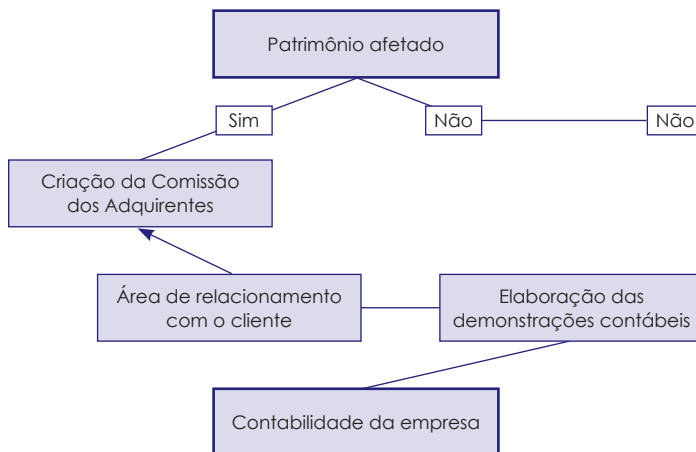 Patrimônio afetado
Sim
Não
Não
Criação da Comissão
dos Adquirentes
Área de relacionamento
com o cliente
Elaboração das
demonstrações contábeis
Contabilidade da empresa